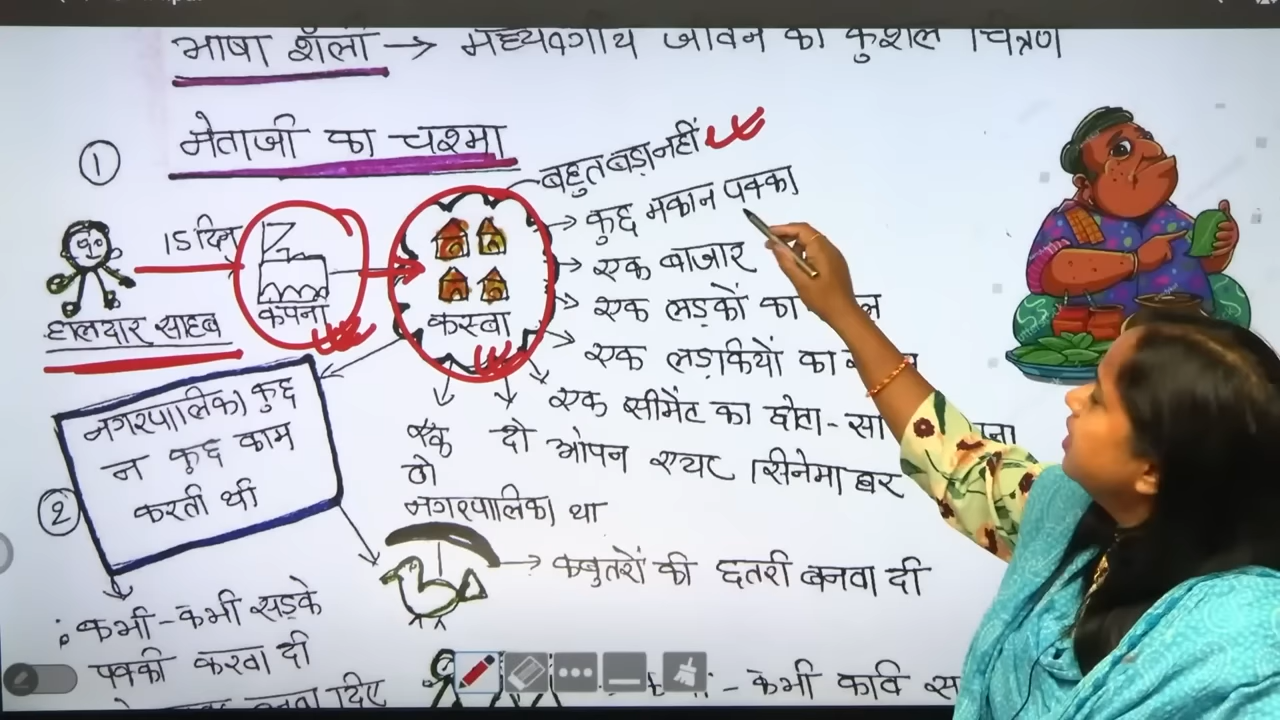 भाषा शैली → मध्यवर्गीय जीवन का कुशल चित्रण
① नेताजी का चश्मा
बहुत बड़ा नहीं
→ कुछ मकान पक्का
15 दिन
→ एक बाजार
→ एक लड़कों का
कंपनी
कस्बा
हालदार साहब
→ एक लड़कियों का
एक सीमेंट का छोटा-सा
दो ओपन एयर सिनेमा घर
एक
ठो
नगरपालिका था
② नगरपालिका कुछ
न कुछ काम
करती थी
→ कबुतरों की छतरी बनवा दी
: कभी-कभी सड़के
पक्की करवा दी
दिए
- कभी कवि